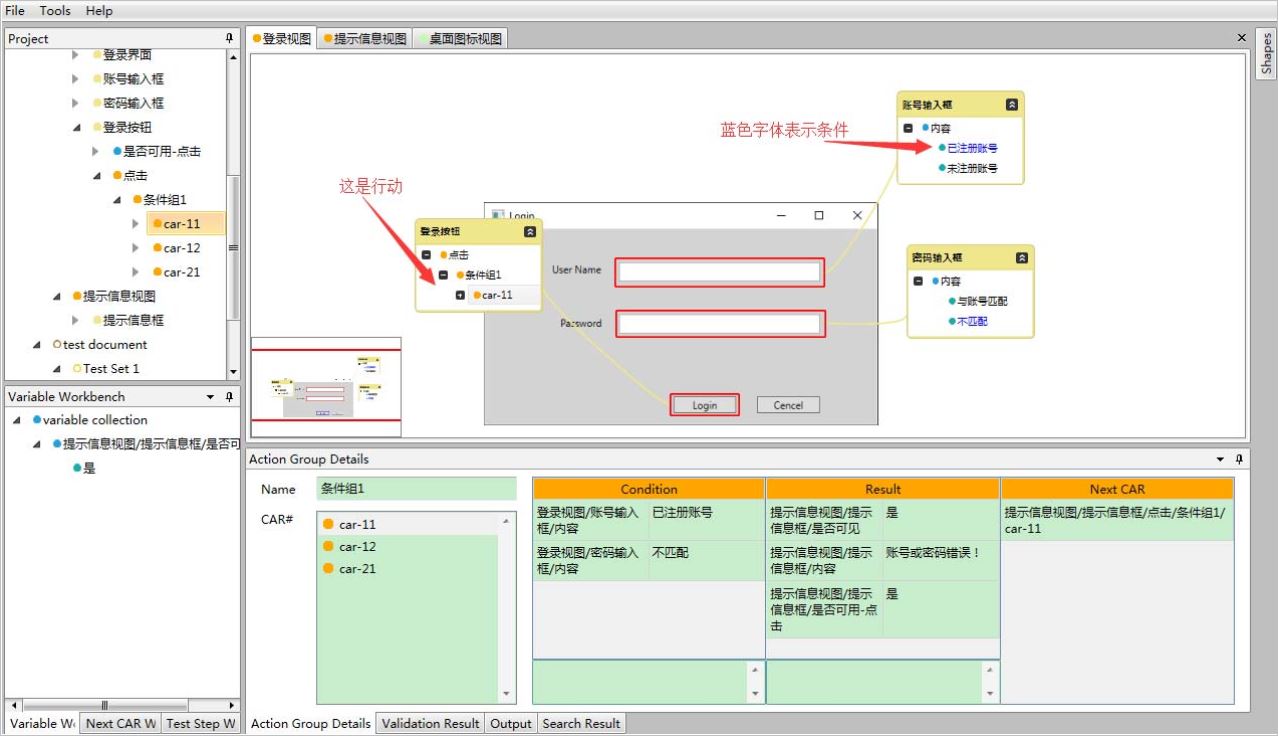 File Tools Help
Project
登录界面
账号输入框
密码输入框
登录按钮
是否可用-点击
点击
条件组1
car-11
car-12
car-21
提示信息视图
提示信息框
test document
Test Set 1
Variable Workbench
variable collection
提示信息视图/提示信息框/是否可
是
Variable W
Next CAR W
Test Step W
登录视图
提示信息视图
桌面图标视图
Shapes
蓝色字体表示条件
这是行动
账号输入框
内容
已注册账号
未注册账号
Login
登录按钮
点击
条件组1
car-11
User Name
Password
Login
Cencel
密码输入框
内容
与账号匹配
不匹配
Action Group Details
Name 条件组1
CAR#
car-11
car-12
car-21
Condition Result Next CAR
登录视图/账号输入
框/内容
已注册账号
提示信息视图/提示
信息框/是否可见
是
提示信息视图/提示信息框/点击/条件组1/
car-11
登录视图/密码输入
框/内容
不匹配
提示信息视图/提示
信息框/内容
账号或密码错误！
提示信息视图/提示
信息框/是否可用-点
击
是
Action Group Details
Validation Result
Output
Search Result